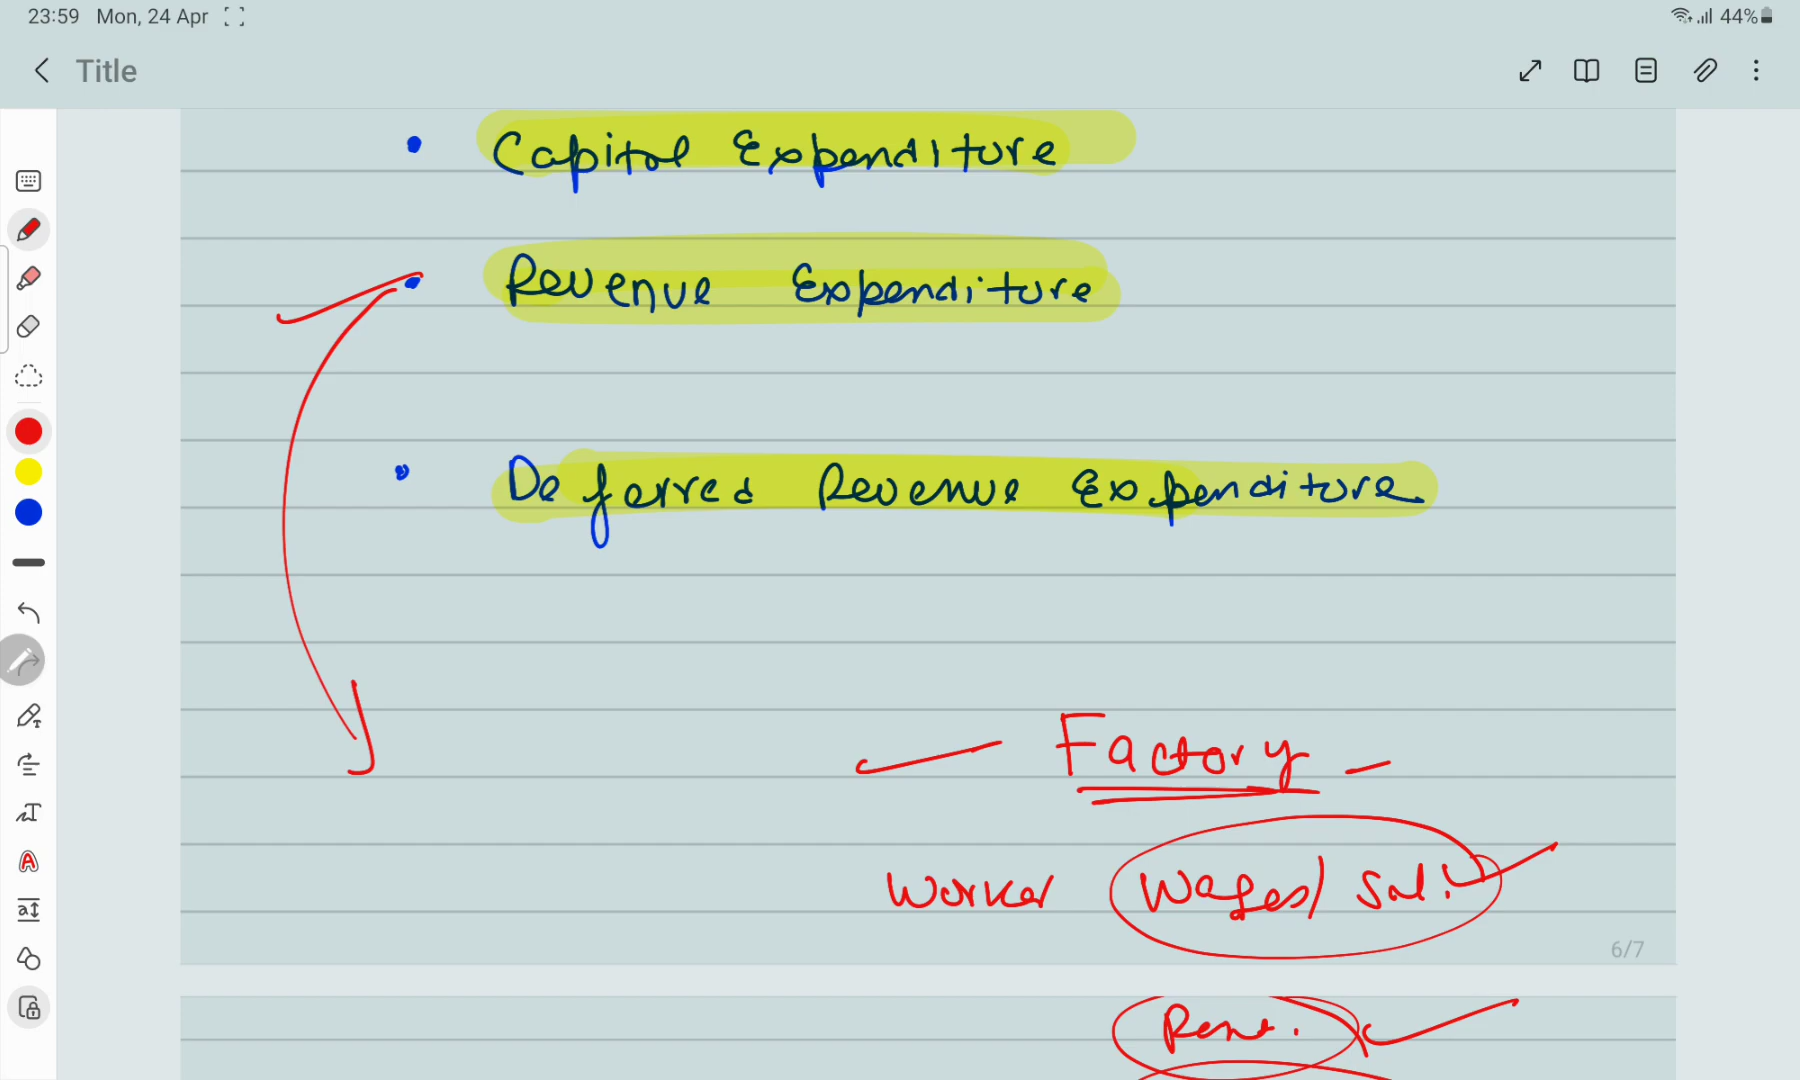 23:59 Mon, 24 Apr 44%
Title
Capital Expenditure
Revenue Expenditure
Deferred Revenue Expenditure.
Factory
Worker Wages/ Sal.
6/7
Rent.